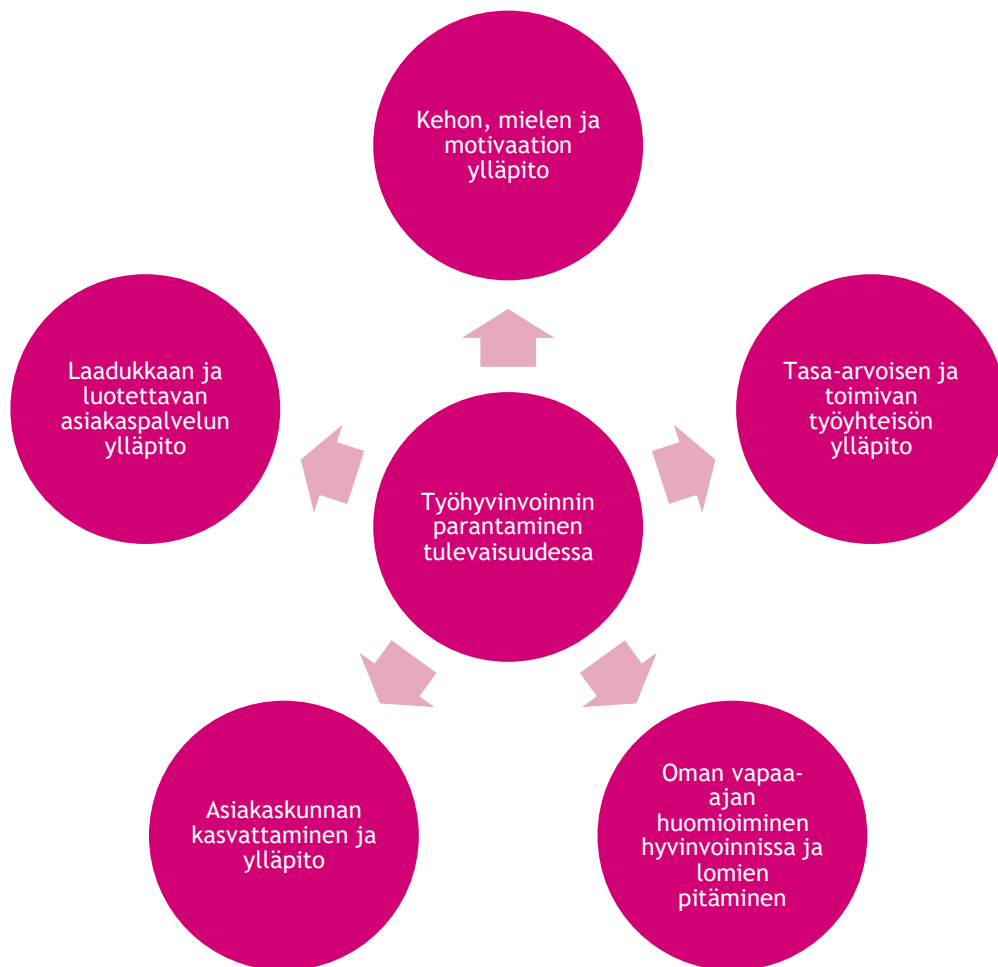 Kehon, mielen ja
motivaation
ylläpito
Laadukkaan ja
luotettavan
asiakaspalvelun
ylläpito
Tasa-arvoisen ja
toimivan
työyhteisön
ylläpito
Työhyvinvoinnin
parantaminen
tulevaisuudessa
Asiakaskunnan
kasvattaminen ja
ylläpito
Oman vapaa-
ajan
huomioiminen
hyvinvoinnissa ja
lomien
pitäminen